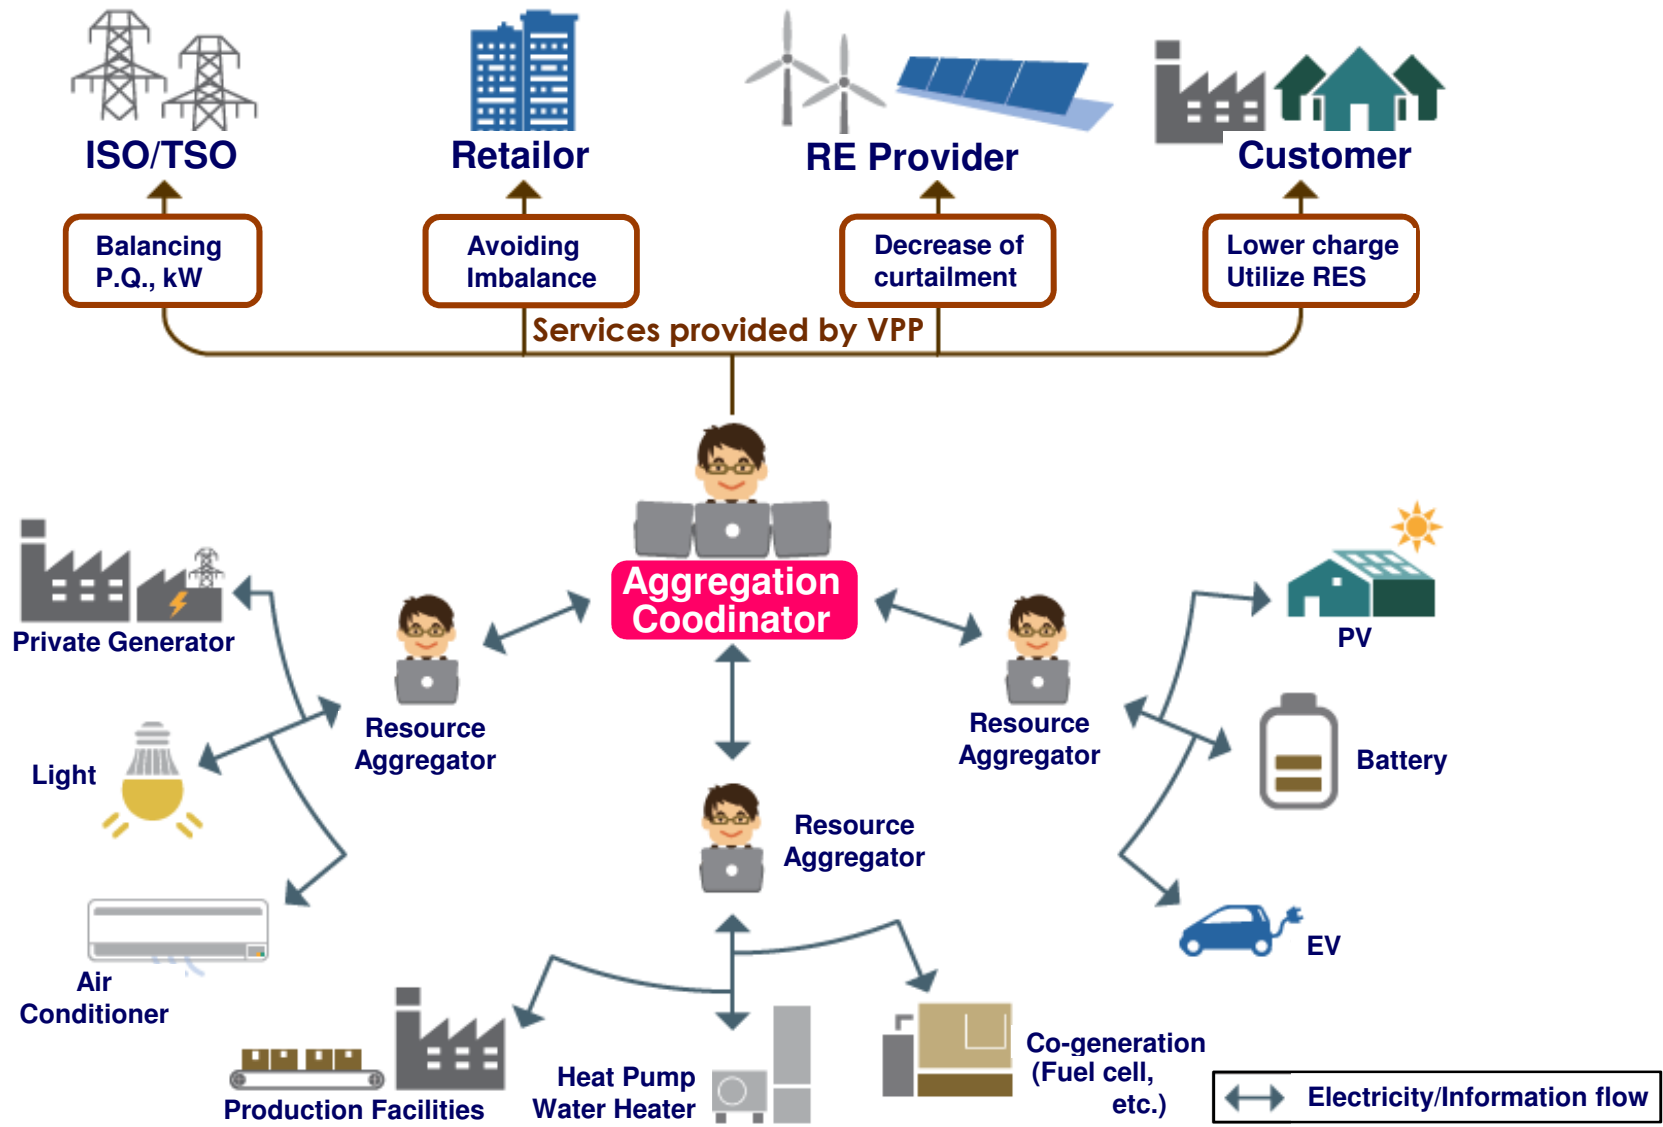 ISO/TSO
Retailor
RE Provider
Customer
Balancing
P.Q., kW
Avoiding
Imbalance
Decrease of
curtailment
Lower charge
Utilize RES
Services provided by VPP
Aggregation
Coodinator
Private Generator
Resource
Aggregator
Light
Air
Conditioner
Resource
Aggregator
PV
Battery
EV
Resource
Aggregator
Production Facilities
Heat Pump
Water Heater
Co-generation
(Fuel cell,
etc.)
Electricity/Information flow